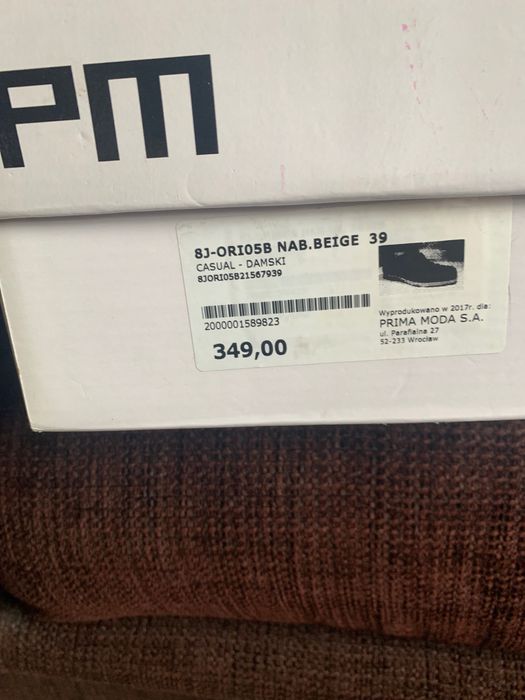 PM
8J-ORI05B NAB.BEIGE 39
CASUAL - DAMSKI
8JORI05B21567939
2000001589823
349,00
Wyprodukowano w 2017r. dla:
PRIMA MODA S.A.
ul. Parafialna 27
52-233 Wrocław